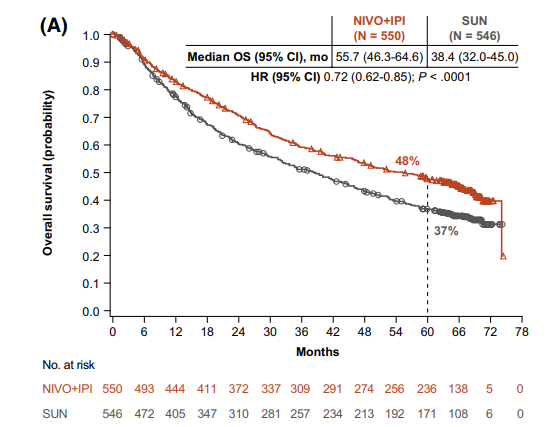 (A)
NIVO+IPI SUN
(N = 550) (N = 546)
Median OS (95% CI), mo 55.7 (46.3-64.6) 38.4 (32.0-45.0)
HR (95% CI) 0.72 (0.62-0.85); P < .0001
Overall survival (probability)
1.0
0.9
0.8
0.7
0.6
0.5
0.4
0.3
0.2
0.1
0.0
48%
37%
0 6 12 18 24 30 36 42 48 54 60 66 72 78
Months
No. at risk
NIVO+IPI 550 493 444 411 372 337 309 291 274 256 236 138 5 0
SUN 546 472 405 347 310 281 257 234 213 192 171 108 6 0